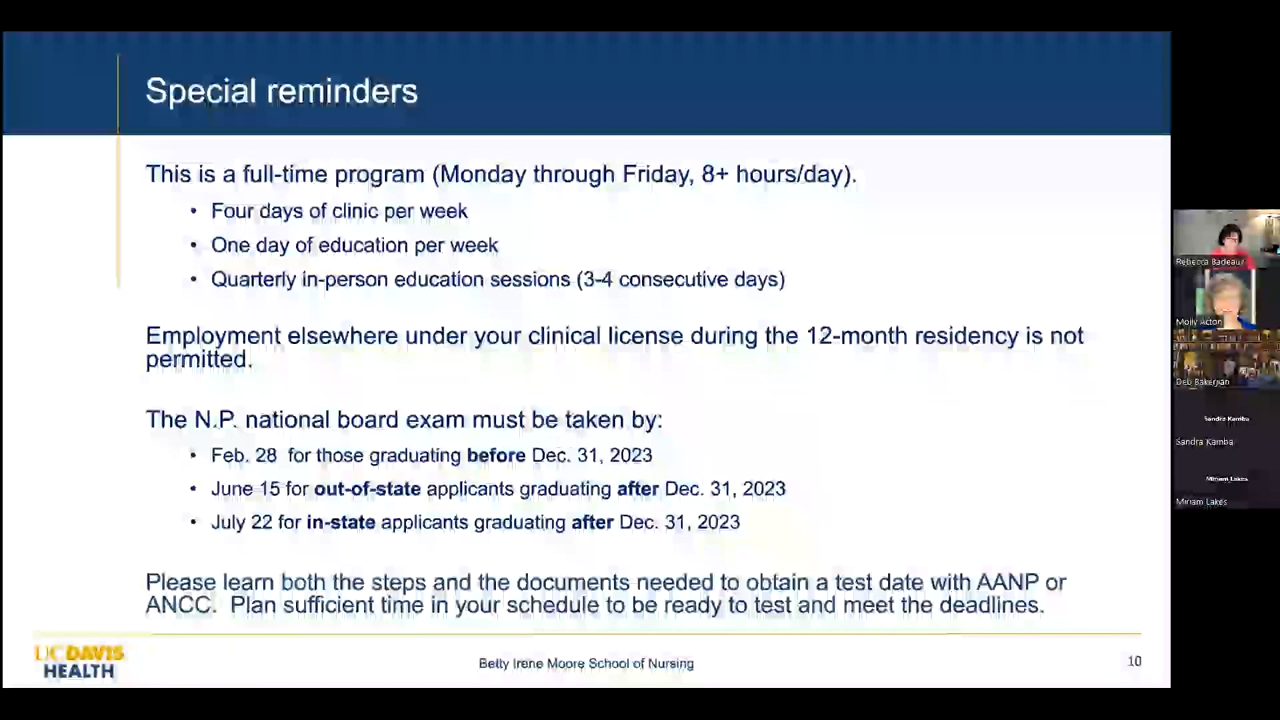 Special reminders
This is a full-time program (Monday through Friday, 8+ hours/day).
• Four days of clinic per week
• One day of education per week
• Quarterly in-person education sessions (3-4 consecutive days)
Employment elsewhere under your clinical license during the 12-month residency is not
permitted.
The N.P. national board exam must be taken by:
• Feb. 28 for those graduating before Dec. 31, 2023
• June 15 for out-of-state applicants graduating after Dec. 31, 2023
• July 22 for in-state applicants graduating after Dec. 31, 2023
Please learn both the steps and the documents needed to obtain a test date with AANP or
ANCC. Plan sufficient time in your schedule to be ready to test and meet the deadlines.
UC DAVIS
HEALTH
Betty Irene Moore School of Nursing
10
Rebecca Badeaux
Molly Acton
Deb Bakerjian
Sandra Kamba
Sandra Kamba
Miriam Lakes
Miriam Lakes